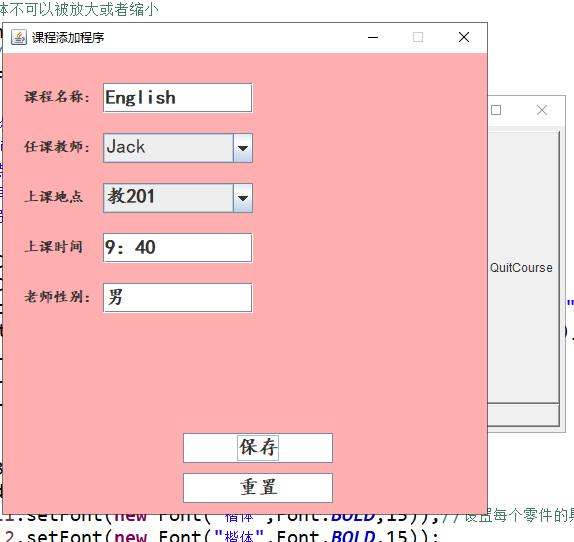 体不可以被放大或者缩小
课程添加程序
课程名称: English
任课教师: Jack
上课地点 教201
上课时间 9: 40
老师性别: 男
保存
重置
QuitCourse
.setFont(new Font("楷体",Font.BOLD,15));//设置每个零件的
2.setFont(new Font("楷体",Font.BOLD,15));